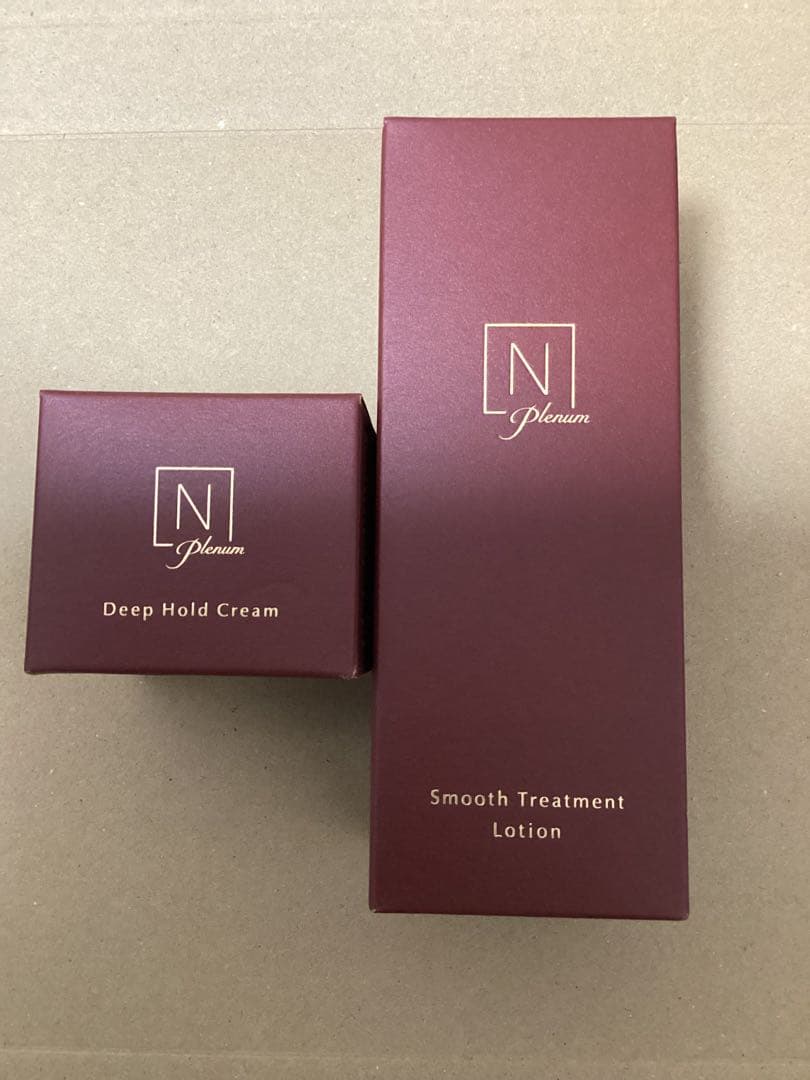 N
Plenum
Deep Hold Cream
N
Plenum
Smooth Treatment
Lotion